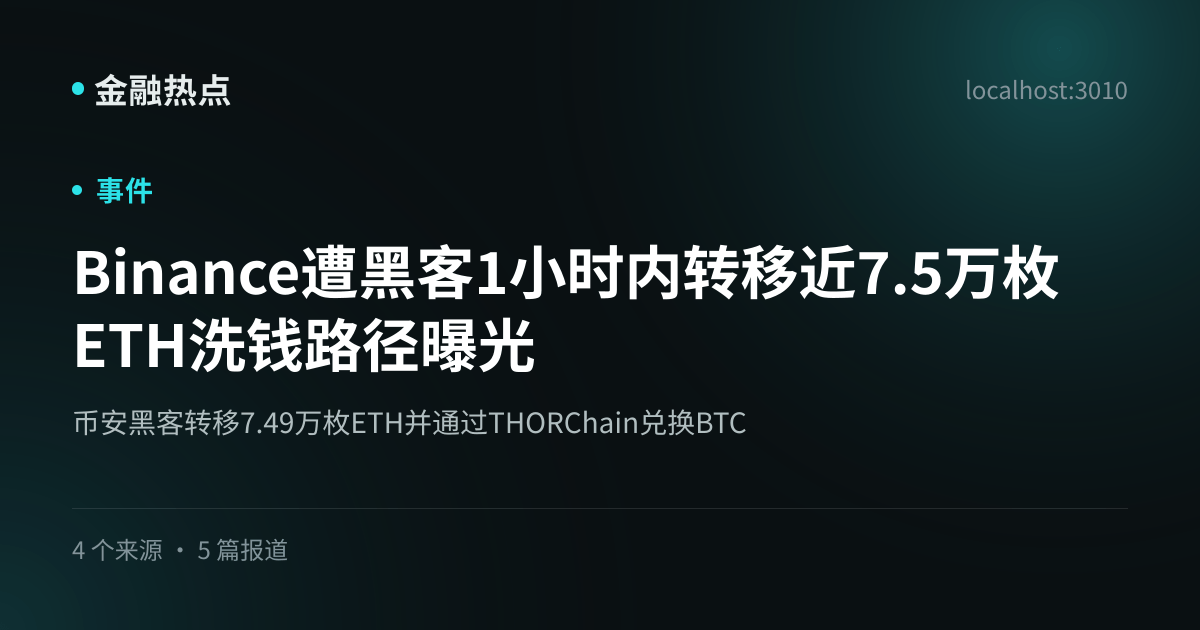 金融热点
localhost:3010
事件
Binance遭黑客1小时内转移近7.5万枚
ETH洗钱路径曝光
币安黑客转移7.49万枚ETH并通过THORChain兑换BTC
4 个来源 · 5 篇报道